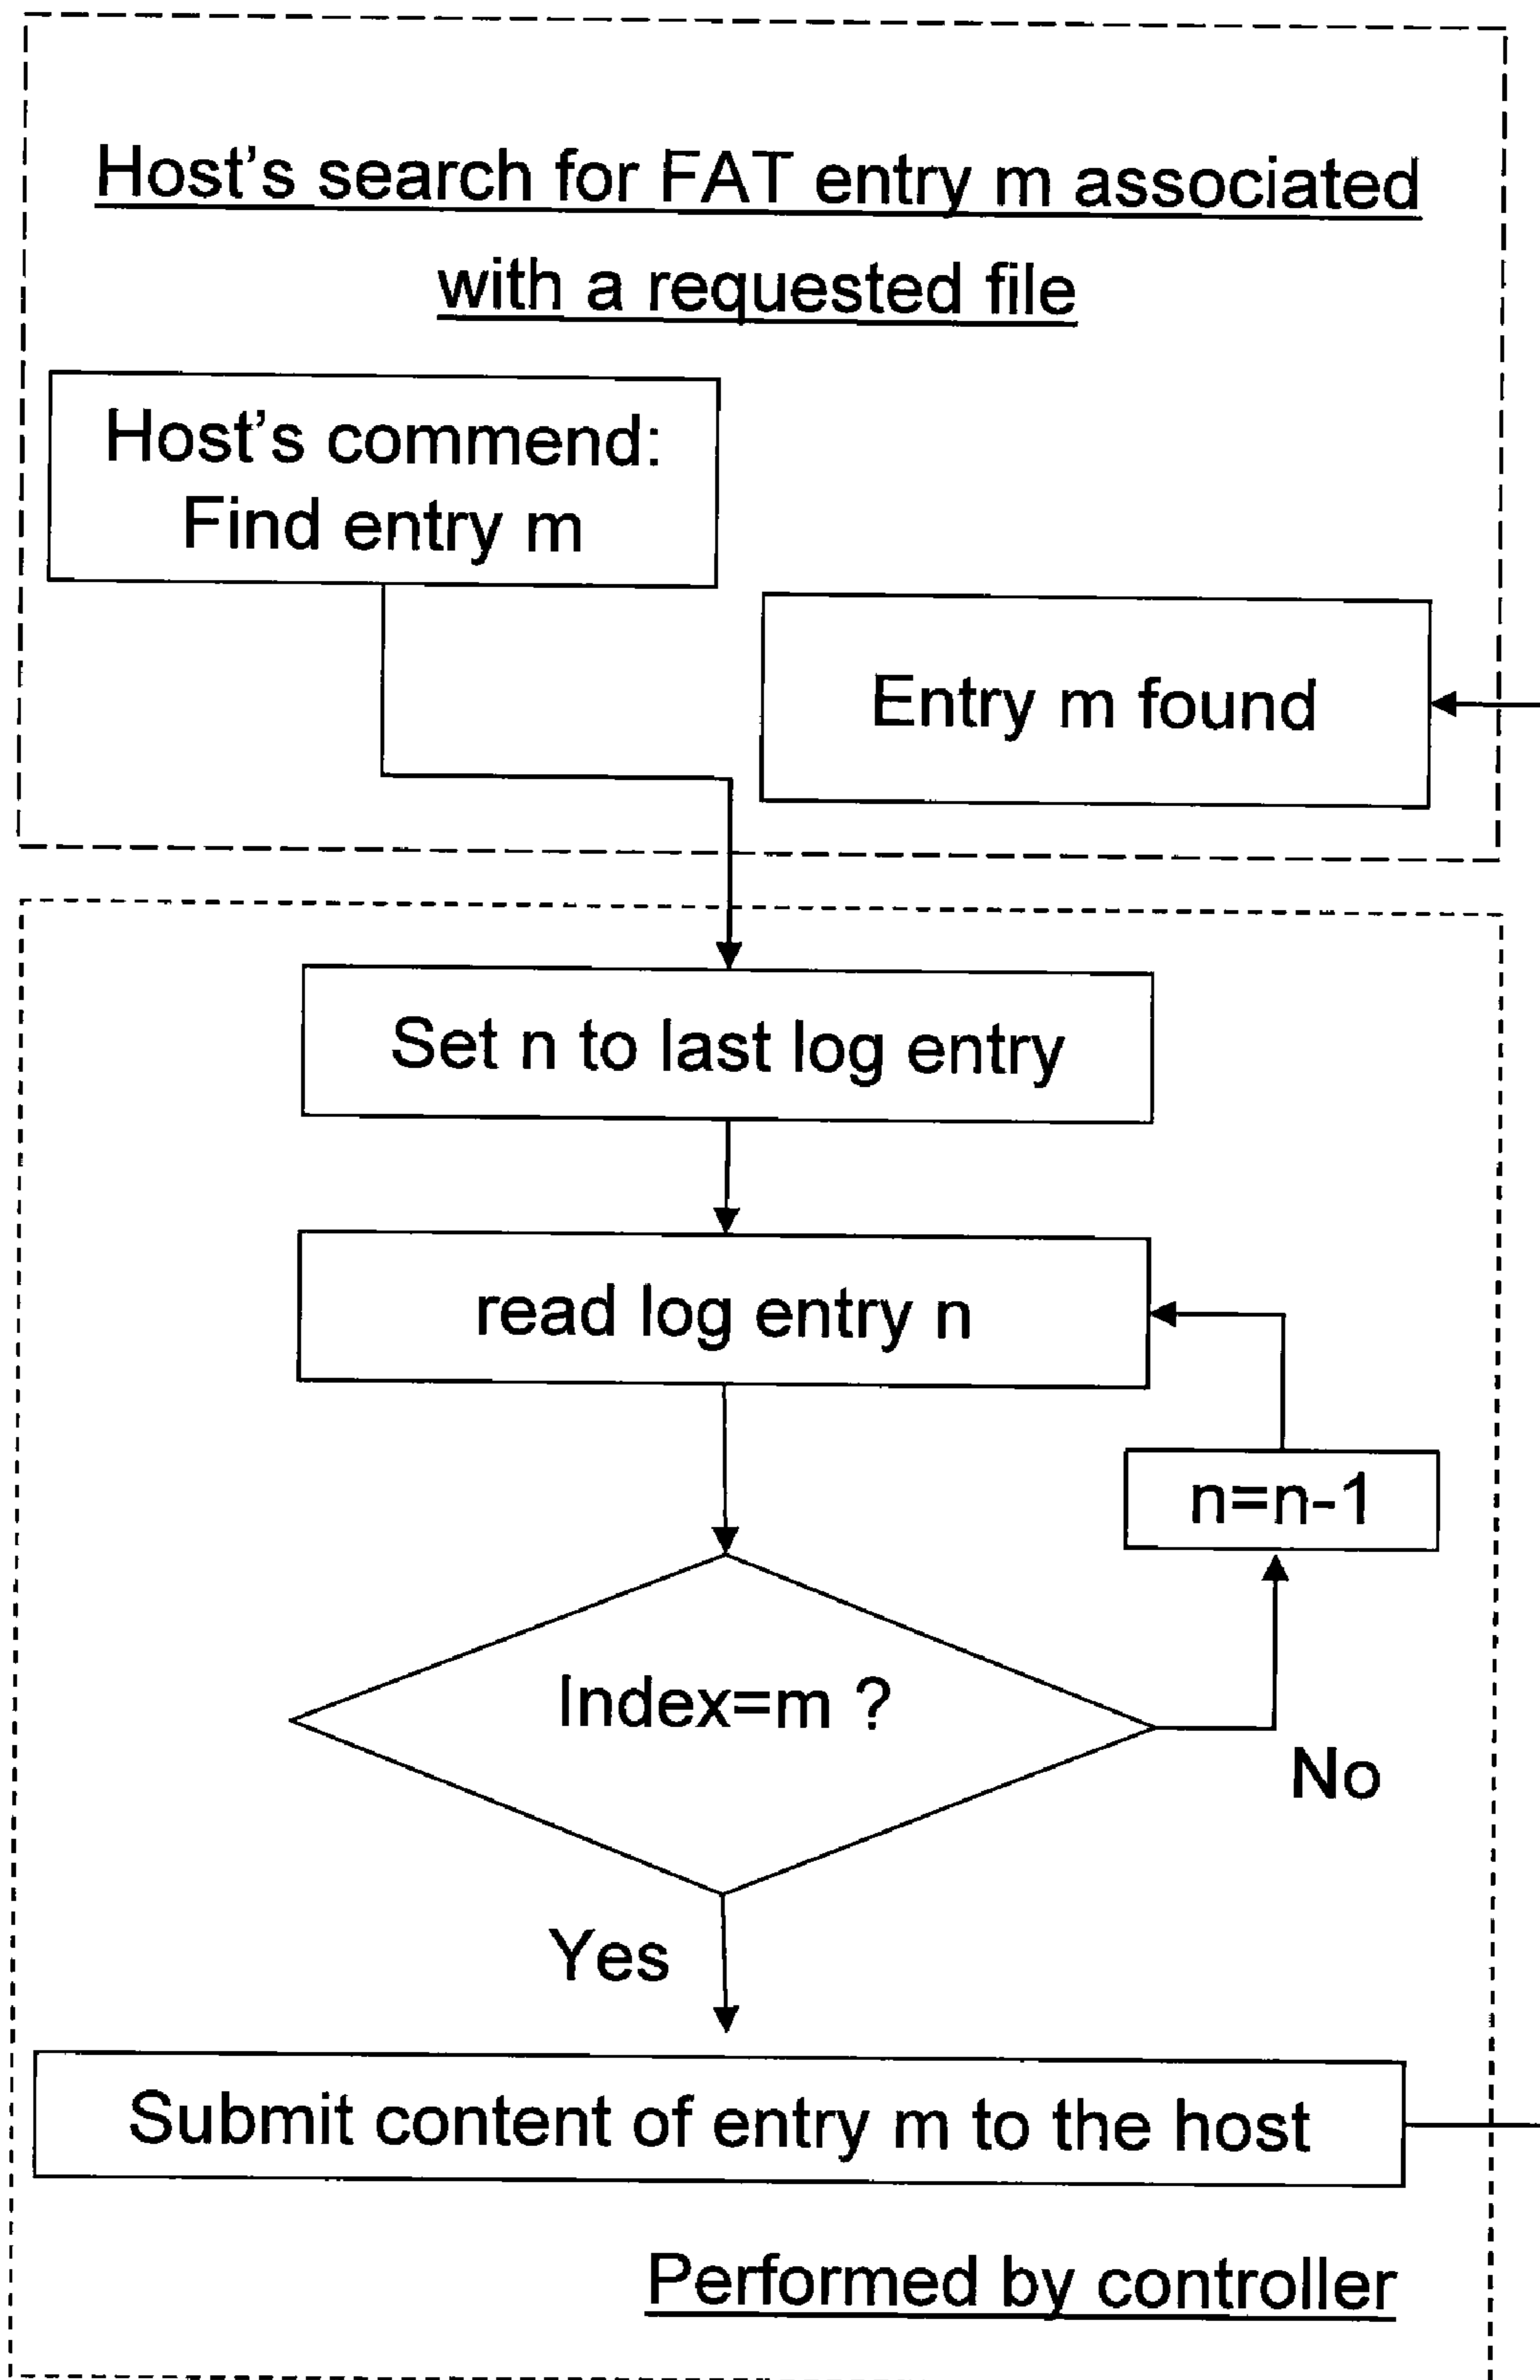 Host's search for FAT entry m associated
with a requested file
Host's commend:
Find entry m
Entry m found
Set n to last log entry
read log entry n
n=n-1
Index=m ?
No
Yes
Submit content of entry m to the host
Performed by controller